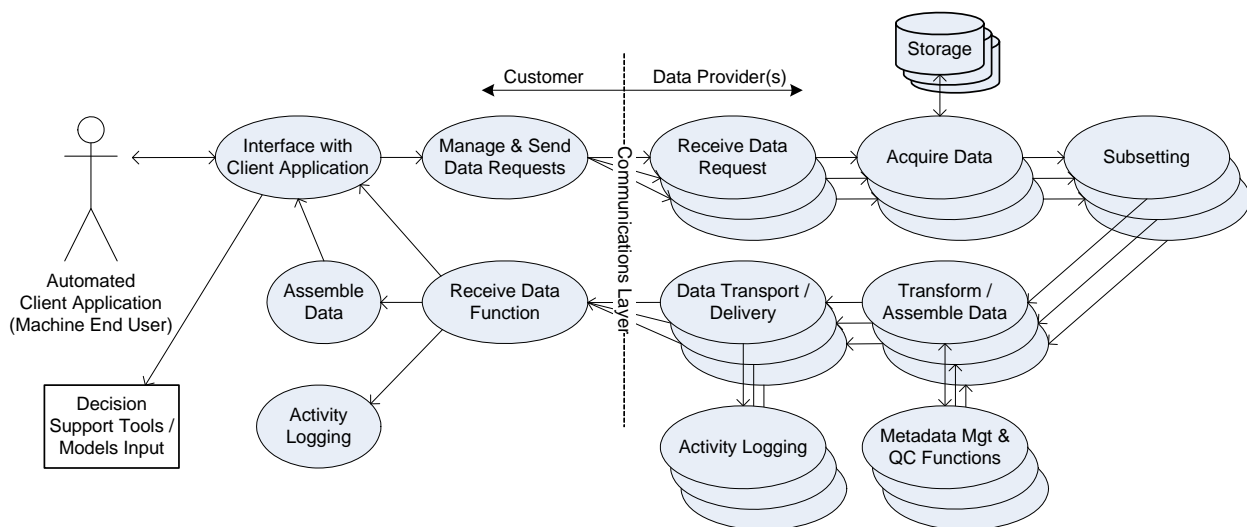 Storage
Customer
Data Provider(s)
Interface with
Client Application
Manage & Send
Data Requests
Receive Data
Request
Acquire Data
Subsetting
Communications Layer
Automated
Client Application
(Machine End User)
Assemble
Data
Receive Data
Function
Data Transport /
Delivery
Transform /
Assemble Data
Decision
Support Tools /
Models Input
Activity
Logging
Activity Logging
Metadata Mgt &
QC Functions